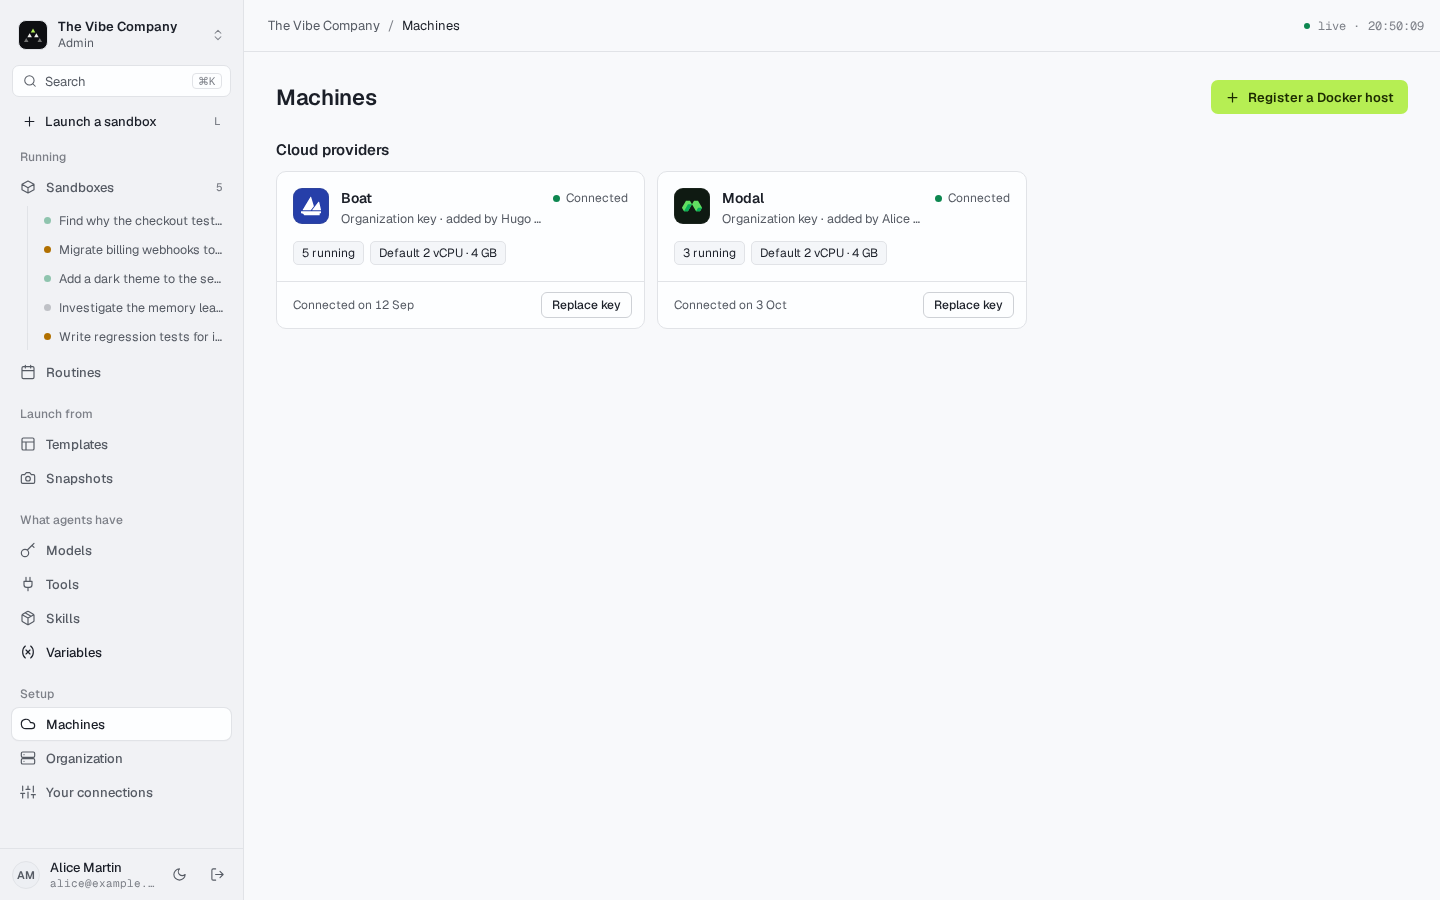 The Vibe Company
Admin
Search
⌘K
Launch a sandbox
L
Running
Sandboxes
5
Find why the checkout test…
Migrate billing webhooks to…
Add a dark theme to the se…
Investigate the memory lea…
Write regression tests for i…
Routines
Launch from
Templates
Snapshots
What agents have
Models
Tools
Skills
Variables
Setup
Machines
Organization
Your connections
AM
Alice Martin
alice@example.…
The Vibe Company / Machines
live · 20:50:09
Machines
Register a Docker host
Cloud providers
Boat
Connected
Organization key · added by Hugo …
5 running
Default 2 vCPU · 4 GB
Connected on 12 Sep
Replace key
Modal
Connected
Organization key · added by Alice …
3 running
Default 2 vCPU · 4 GB
Connected on 3 Oct
Replace key